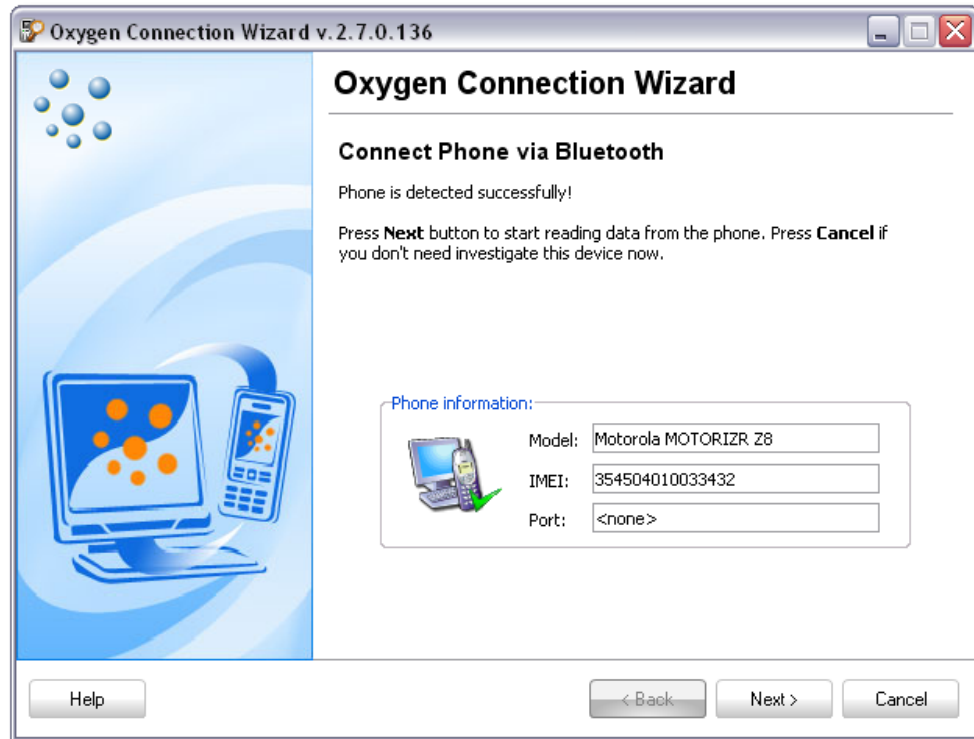 Oxygen Connection Wizard v.2.7.0.136
Oxygen Connection Wizard
Connect Phone via Bluetooth
Phone is detected successfully!
Press Next button to start reading data from the phone. Press Cancel if
you don't need investigate this device now.
Phone information:
Model: Motorola MOTORIZR Z8
IMEI: 354504010033432
Port: <none>
Help < Back Next > Cancel